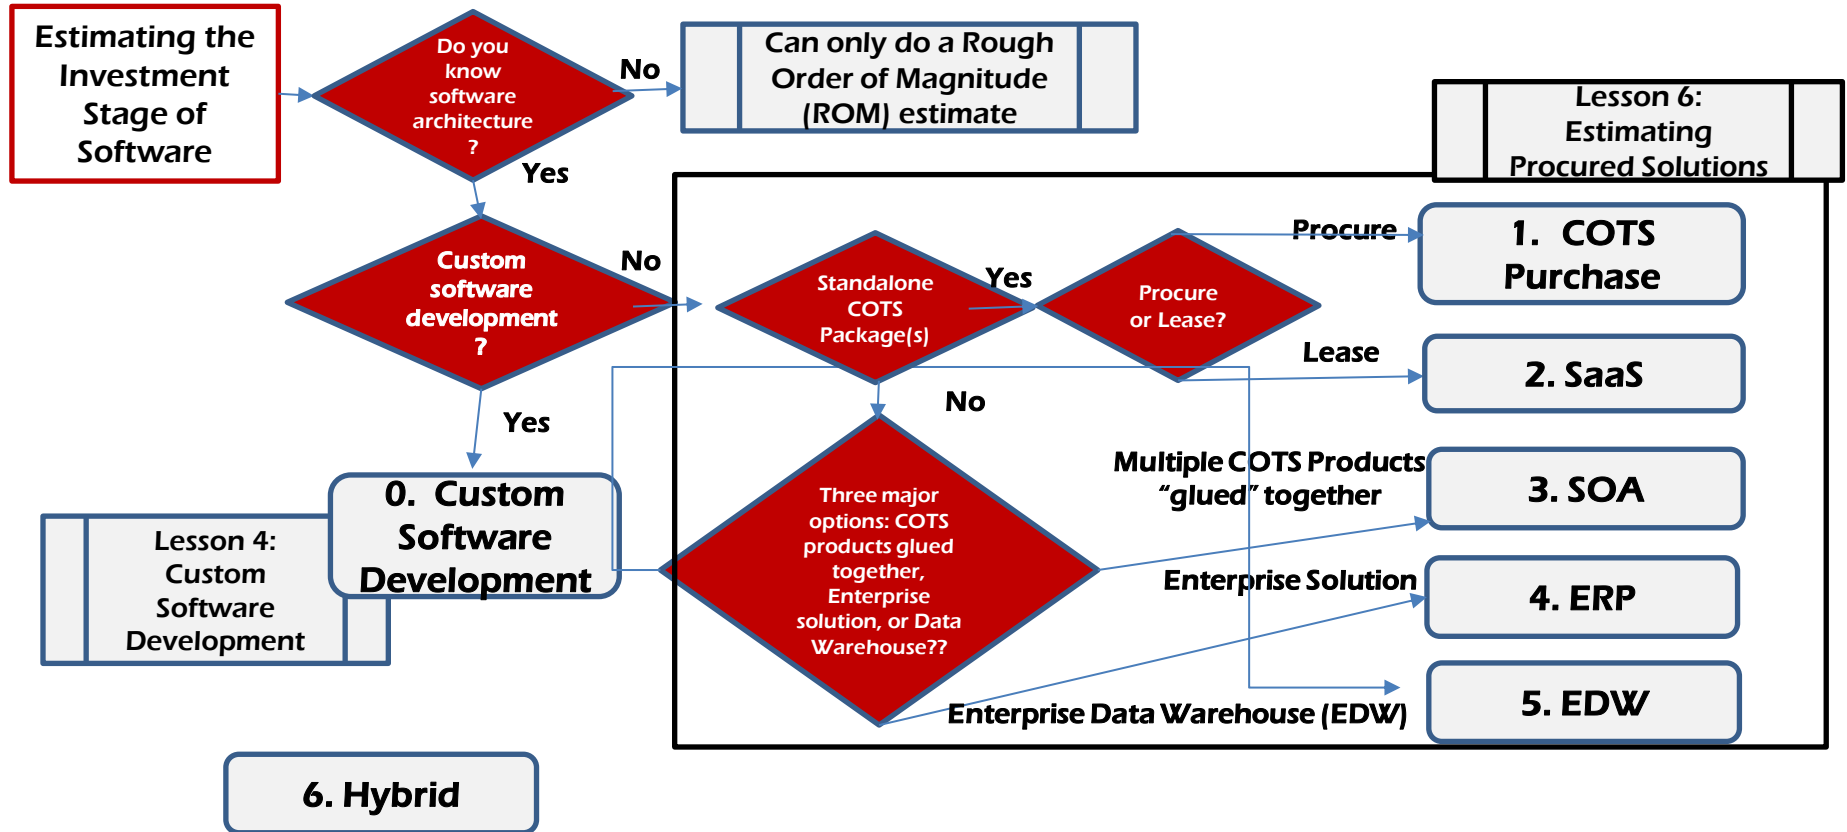 Estimating the
Investment
Stage of
Software
Do you
know
software
architecture
?
No
Can only do a Rough
Order of Magnitude
(ROM) estimate
Lesson 6:
Estimating
Procured Solutions
Yes
Custom
software
development
?
No
Standalone
COTS
Package(s)
Yes
Procure
or Lease?
Procure
1. COTS
Purchase
Lease
2. SaaS
No
Yes
0. Custom
Software
Development
Lesson 4:
Custom
Software
Development
Three major
options: COTS
products glued
together,
Enterprise
solution, or Data
Warehouse??
Multiple COTS Products
“glued” together
3. SOA
Enterprise Solution
4. ERP
Enterprise Data Warehouse (EDW)
5. EDW
6. Hybrid